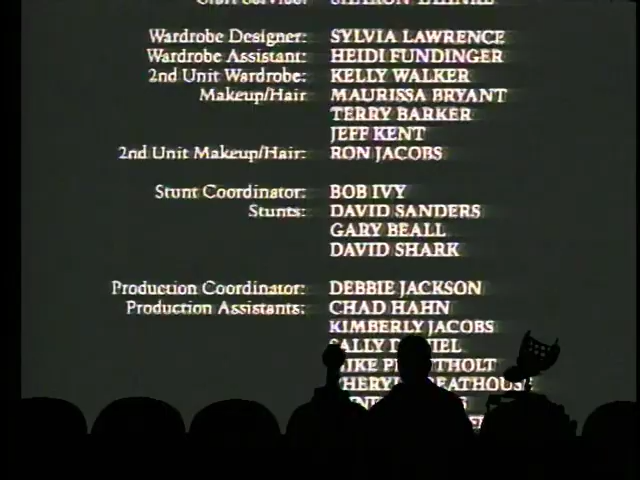 Wardrobe Designer: SYLVIA LAWRENCE
Wardrobe Assistant: HEIDI FUNDINGER
2nd Unit Wardrobe: KELLY WALKER
Makeup/Hair MAURISSA BRYANT
TERRY BARKER
JEFF KENT
2nd Unit Makeup/Hair: RON JACOBS
Stunt Coordinator: BOB IVY
Stunts: DAVID SANDERS
GARY BEALL
DAVID SHARK
Production Coordinator: DEBBIE JACKSON
Production Assistants: CHAD HAHN
KIMBERLY JACOBS